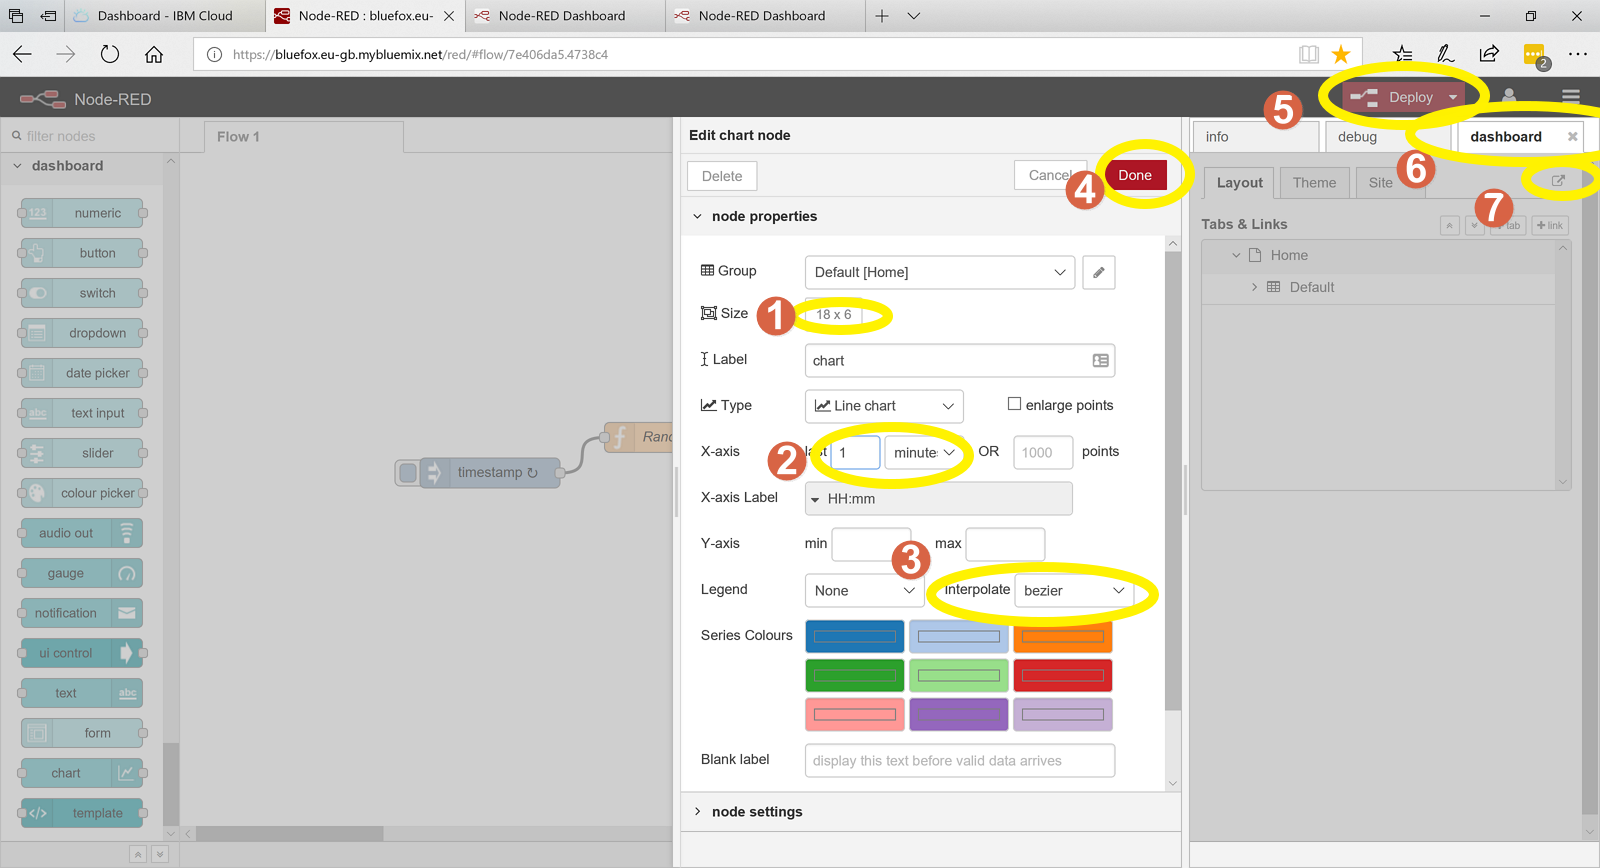 Dashboard - IBM Cloud
Node-RED : bluefox.eu-
Node-RED Dashboard
Node-RED Dashboard
https://bluefox.eu-gb.mybluemix.net/red/#flow/7e406da5.4738c4
2
Node-RED
5
Deploy
filter nodes
Flow 1
Edit chart node
info
debug
dashboard
Delete
Cancel
4
Done
6
Layout
Theme
Site
7
dashboard
node properties
Tabs & Links
tab
+ link
123 numeric
button
switch
dropdown
date picker
abc text input
slider
colour picker
audio out
gauge
notification
ui control
text abc
form
chart
</> template
timestamp ↻
f
Group
Default [Home]
Home
Default
1
Size
18 x 6
Label
chart
Type
Line chart
enlarge points
2
X-axis
last
1
minute
OR
1000
points
X-axis Label
HH:mm
Y-axis
min
max
3
Legend
None
Interpolate
bezier
Series Colours
Blank label
display this text before valid data arrives
node settings